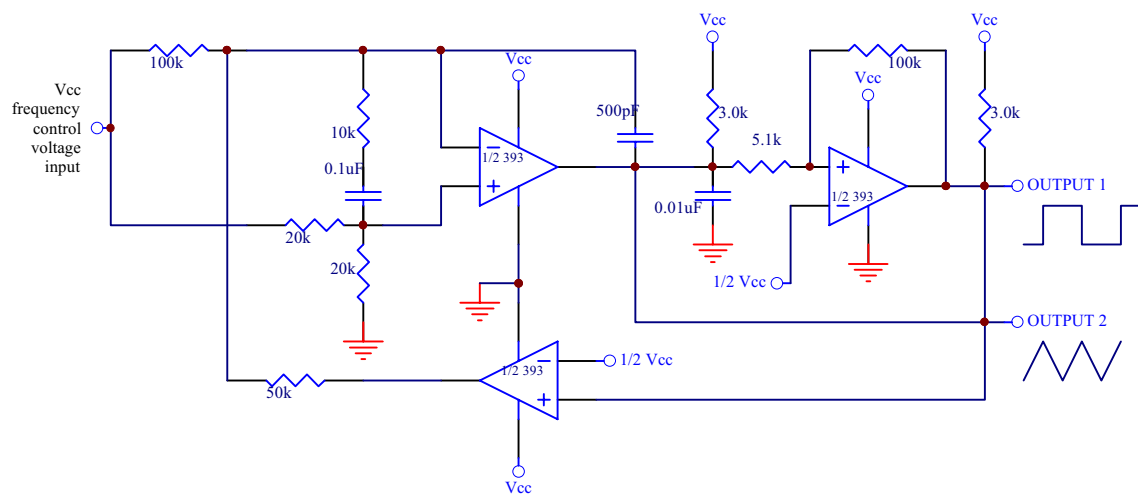 Vcc
Vcc
100k
100k
Vcc
Vcc
Vcc
frequency
control
voltage
input
500pF
3.0k
3.0k
10k
5.1k
1/2 393
0.1uF
1/2 393
OUTPUT 1
0.01uF
20k
20k
1/2 Vcc
OUTPUT 2
1/2 Vcc
1/2 393
50k
Vcc